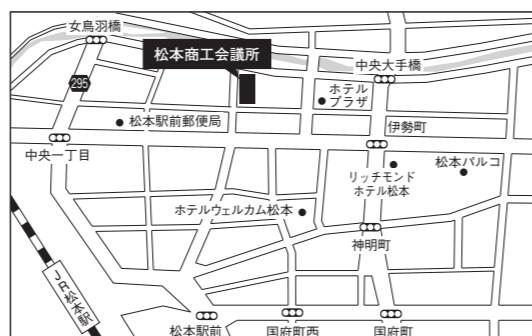 女鳥羽橋
松本商工会議所
中央大手橋
295
ホテル
プラザ
松本駅前郵便局
伊勢町
中央一丁目
リッチモンド
ホテル松本
松本パルコ
ホテルウェルカム松本
神明町
JR松本駅
松本駅前
国府町西
国府町